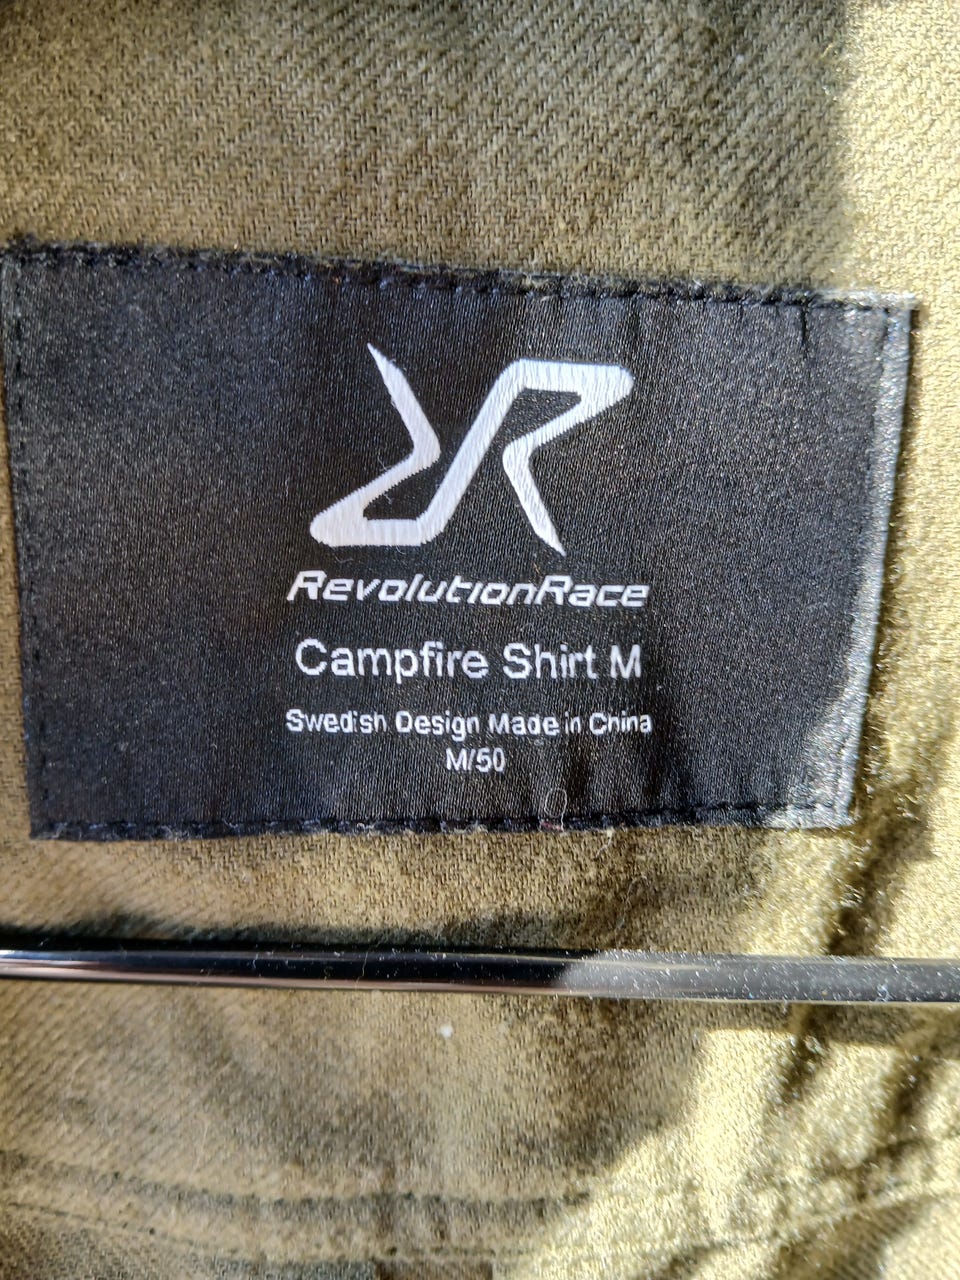 RevolutionRace
Campfire Shirt M
Swedish Design Made in China
M/50